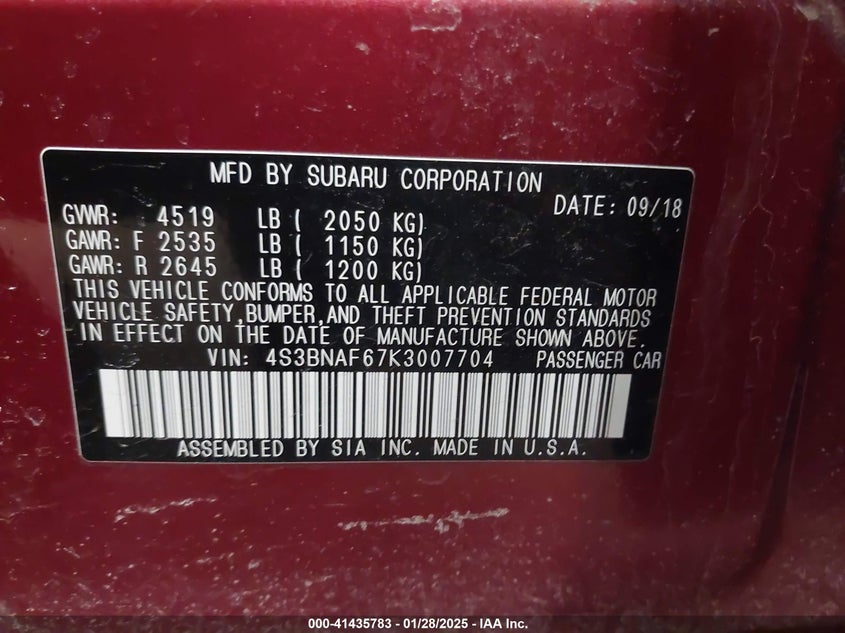 MFD BY SUBARU CORPORATION
DATE: 09/18
GVWR: 4519 LB ( 2050 KG)
GAWR: F 2535 LB ( 1150 KG)
GAWR: R 2645 LB ( 1200 KG)
THIS VEHICLE CONFORMS TO ALL APPLICABLE FEDERAL MOTOR
VEHICLE SAFETY,BUMPER,AND THEFT PREVENTION STANDARDS
IN EFFECT ON THE DATE OF MANUFACTURE SHOWN ABOVE.
VIN: 4S3BNAF67K3007704 PASSENGER CAR
ASSEMBLED BY SIA INC. MADE IN U.S.A.
000-41435783 - 01/28/2025 - IAA Inc.